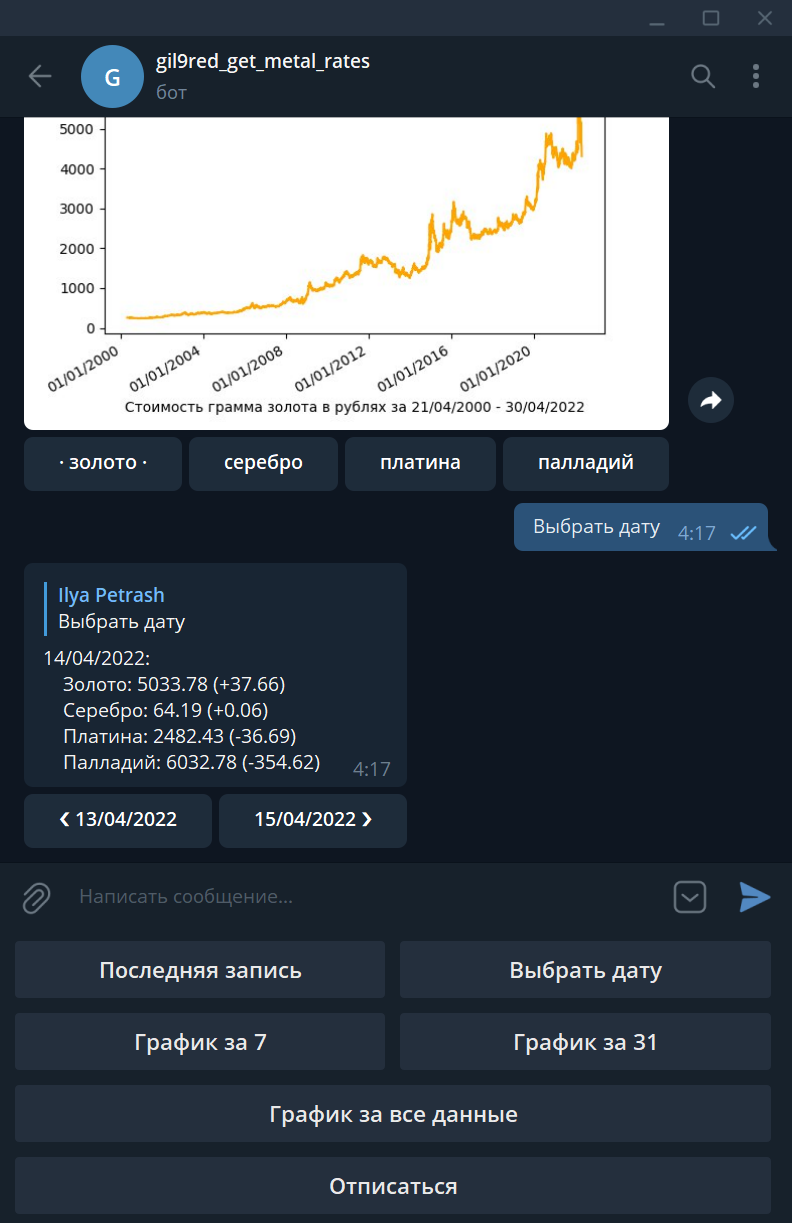 gil9red_get_metal_rates
G
бот
5000
4000
3000
2000
1000
0
01/01/2000
01/01/2004
01/01/2008
01/01/2012
01/01/2016
01/01/2020
Стоимость грамма золота в рублях за 21/04/2000 - 30/04/2022
· золото ·
серебро
платина
палладий
Выбрать дату 4:17
Ilya Petrash
Выбрать дату
14/04/2022:
Золото: 5033.78 (+37.66)
Серебро: 64.19 (+0.06)
Платина: 2482.43 (-36.69)
Палладий: 6032.78 (-354.62)
4:17
❮ 13/04/2022
15/04/2022 ❯
Написать сообщение...
Последняя запись
Выбрать дату
График за 7
График за 31
График за все данные
Отписаться